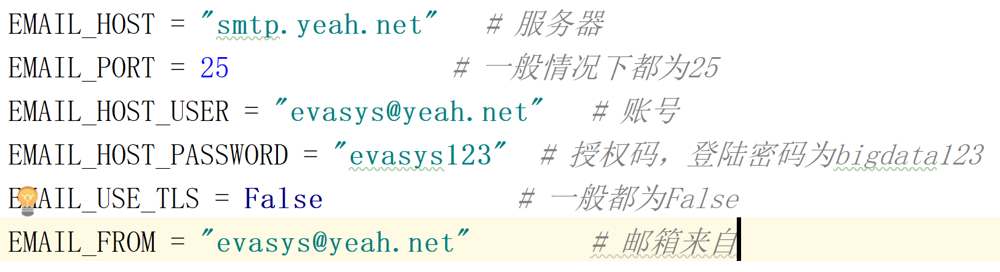 EMAIL_HOST = "smtp.yeah.net" # 服务器
EMAIL_PORT = 25 # 一般情况下都为25
EMAIL_HOST_USER = "evasys@yeah.net" # 账号
EMAIL_HOST_PASSWORD = "evasys123" # 授权码，登陆密码为bigdata123
EMAIL_USE_TLS = False # 一般都为False
EMAIL_FROM = "evasys@yeah.net" # 邮箱来自